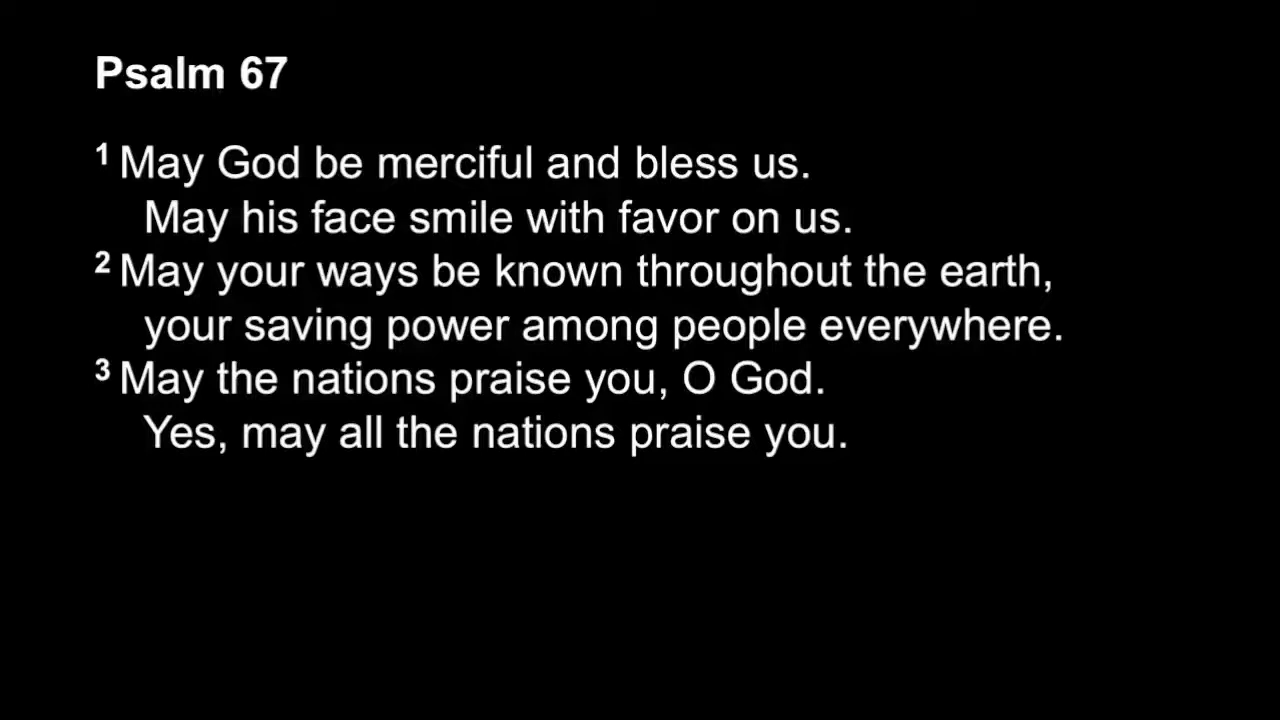 Psalm 67
1 May God be merciful and bless us.
May his face smile with favor on us.
2 May your ways be known throughout the earth,
your saving power among people everywhere.
3 May the nations praise you, O God.
Yes, may all the nations praise you.